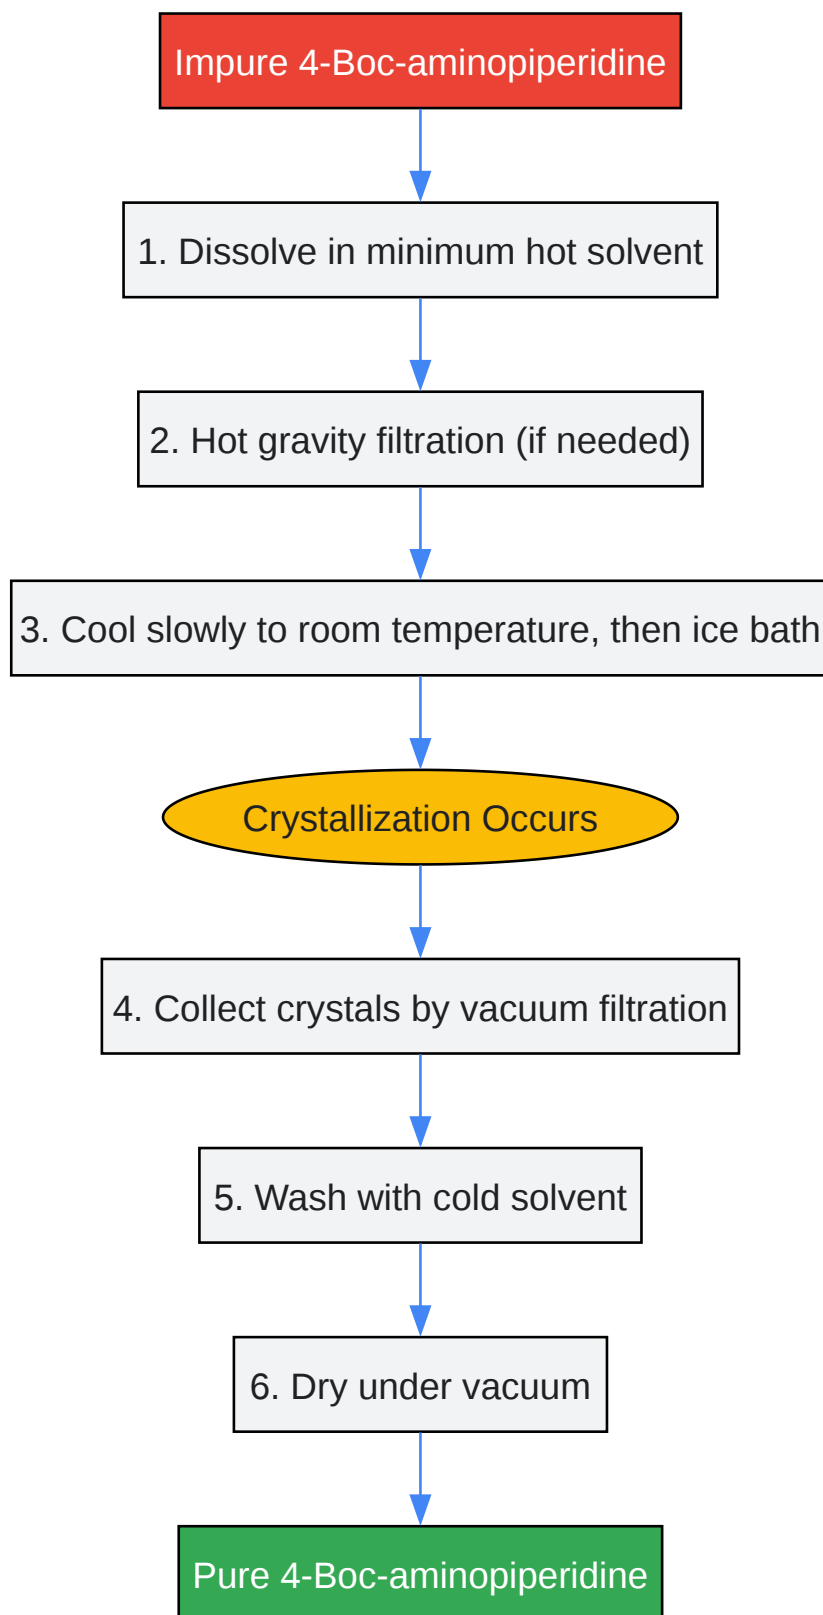 Impure 4-Boc-aminopiperidine
1. Dissolve in minimum hot solvent
2. Hot gravity filtration (if needed)
3. Cool slowly to room temperature, then ice bath
Crystallization Occurs
4. Collect crystals by vacuum filtration
5. Wash with cold solvent
6. Dry under vacuum
Pure 4-Boc-aminopiperidine